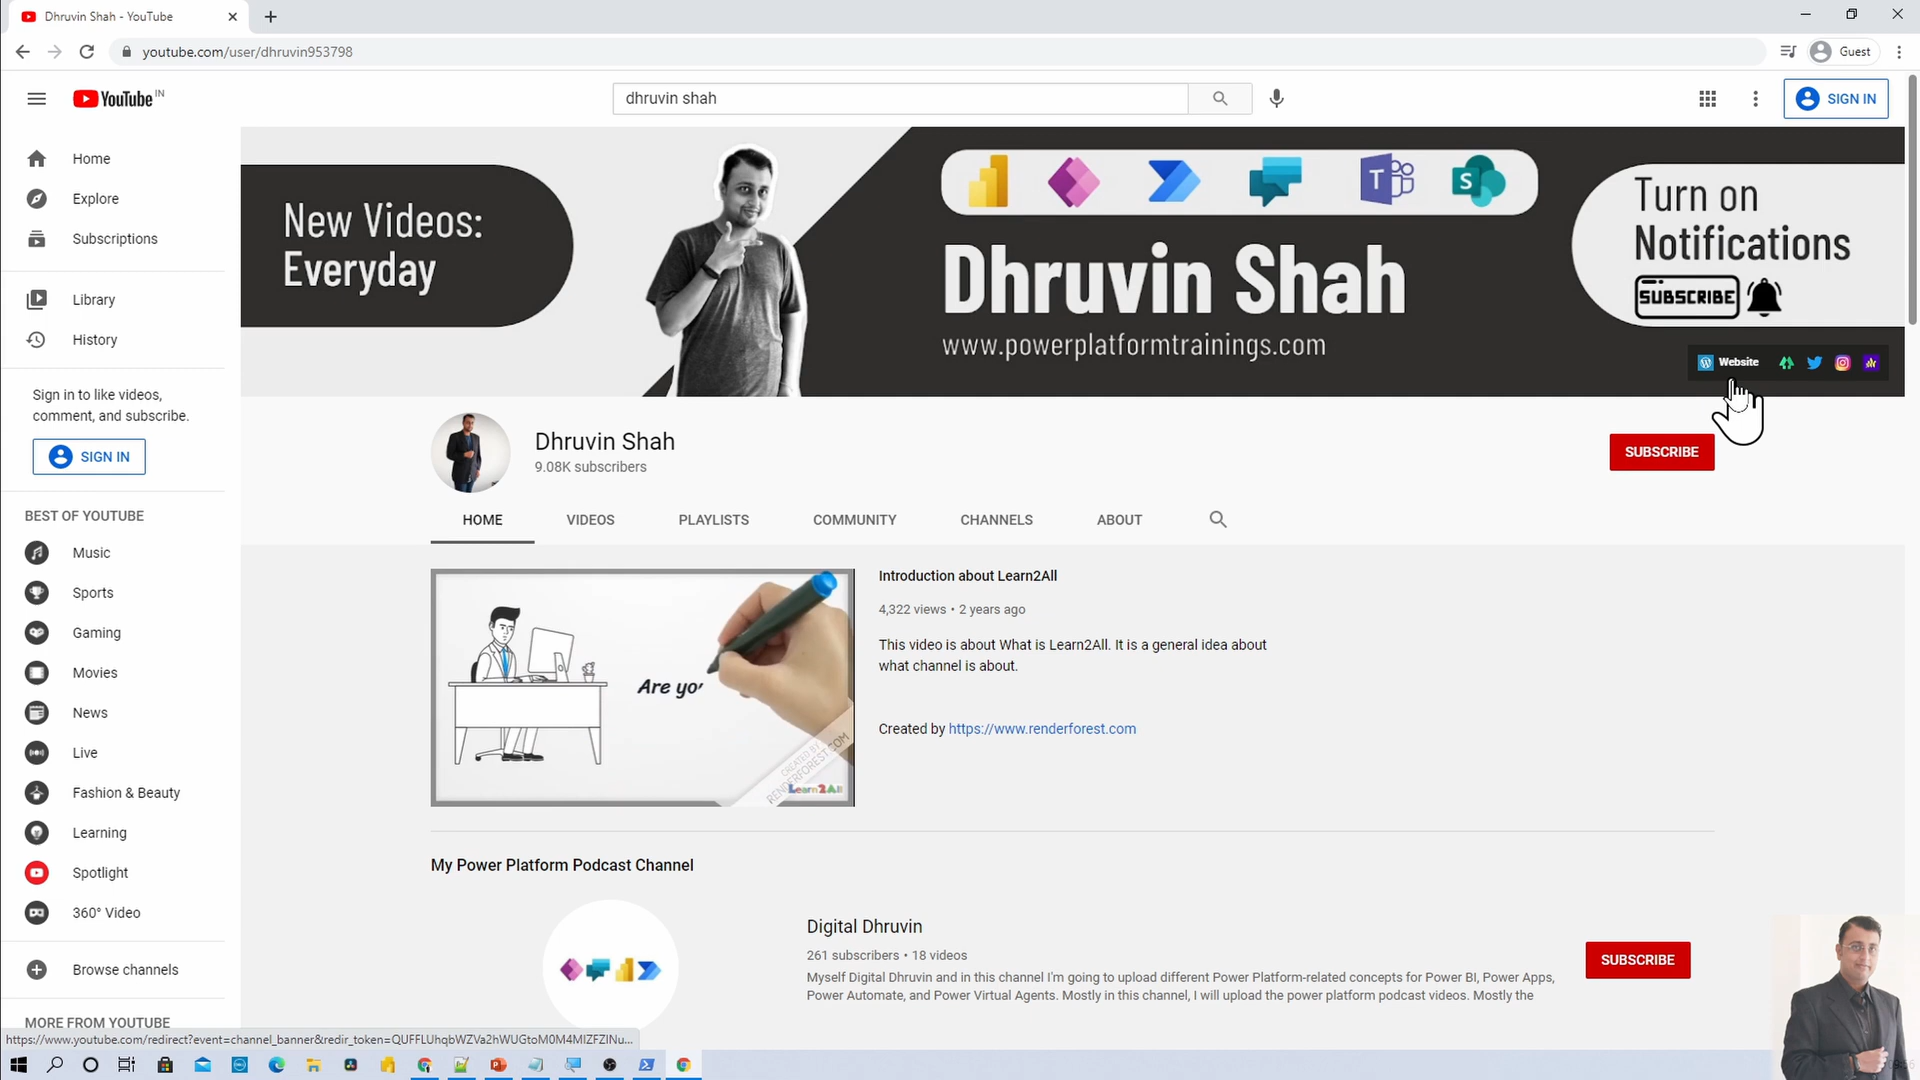 Dhruvin Shah - YouTube
youtube.com/user/dhruvin953798
Guest
YouTube IN
dhruvin shah
SIGN IN
Home
Explore
Subscriptions
Library
History
Sign in to like videos,
comment, and subscribe.
SIGN IN
BEST OF YOUTUBE
Music
Sports
Gaming
Movies
News
Live
Fashion & Beauty
Learning
Spotlight
360° Video
Browse channels
MORE FROM YOUTUBE
New Videos:
Everyday
T
S
Dhruvin Shah
www.powerplatformtrainings.com
Turn on
Notifications
SUBSCRIBE
Website
Dhruvin Shah
9.08K subscribers
SUBSCRIBE
HOME
VIDEOS
PLAYLISTS
COMMUNITY
CHANNELS
ABOUT
Are yo
CREATED BY
RENDERFOREST.COM
Learn2All
Introduction about Learn2All
4,322 views • 2 years ago
This video is about What is Learn2All. It is a general idea about
what channel is about.
Created by https://www.renderforest.com
My Power Platform Podcast Channel
Digital Dhruvin
261 subscribers • 18 videos
Myself Digital Dhruvin and in this channel I'm going to upload different Power Platform-related concepts for Power BI, Power Apps,
Power Automate, and Power Virtual Agents. Mostly in this channel, I will upload the power platform podcast videos. Mostly the
SUBSCRIBE